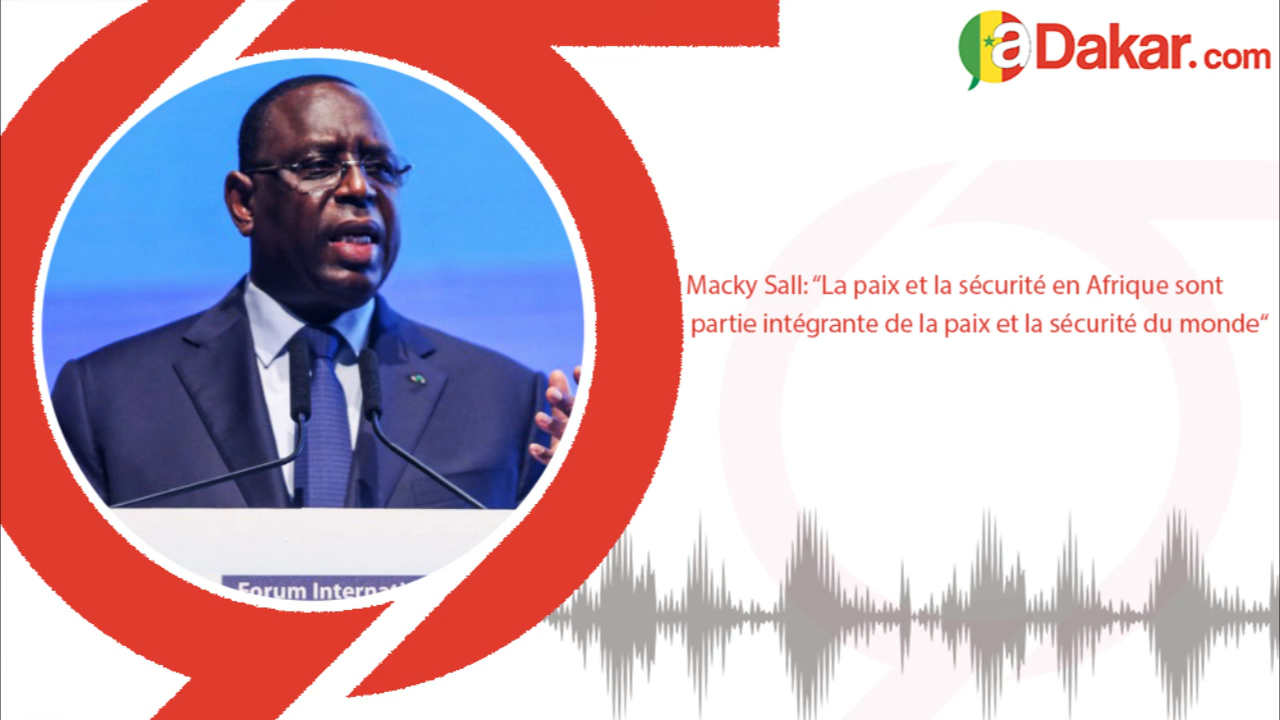 aDakar.com
Macky Sall: “La paix et la sécurité en Afrique sont
partie intégrante de la paix et la sécurité du monde“
Forum